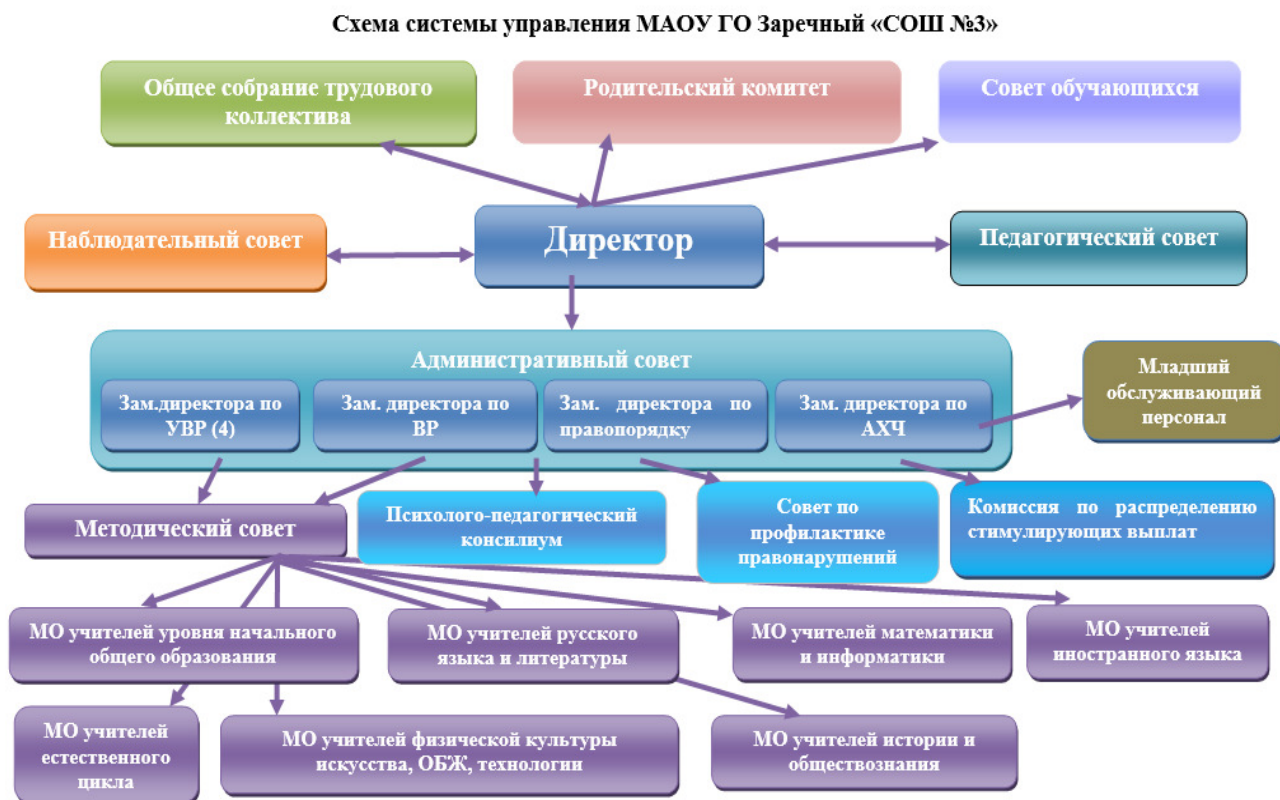 Схема системы управления МАОУ ГО Заречный «СОШ №3»
Общее собрание трудового
коллектива
Родительский комитет
Совет обучающихся
Наблюдательный совет
Директор
Педагогический совет
Административный совет
Зам.директора по
УВР (4)
Зам. директора по
ВР
Зам. директора по
правопорядку
Зам. директора по
АХЧ
Младший
обслуживающий
персонал
Методический совет
Психолого-педагогический
консилиум
Совет по
профилактике
правонарушений
Комиссия по распределению
стимулирующих выплат
МО учителей уровня начального
общего образования
МО учителей русского
языка и литературы
МО учителей математики
и информатики
МО учителей
иностранного языка
МО учителей
естественного
цикла
МО учителей физической культуры
искусства, ОБЖ, технологии
МО учителей истории и
обществознания